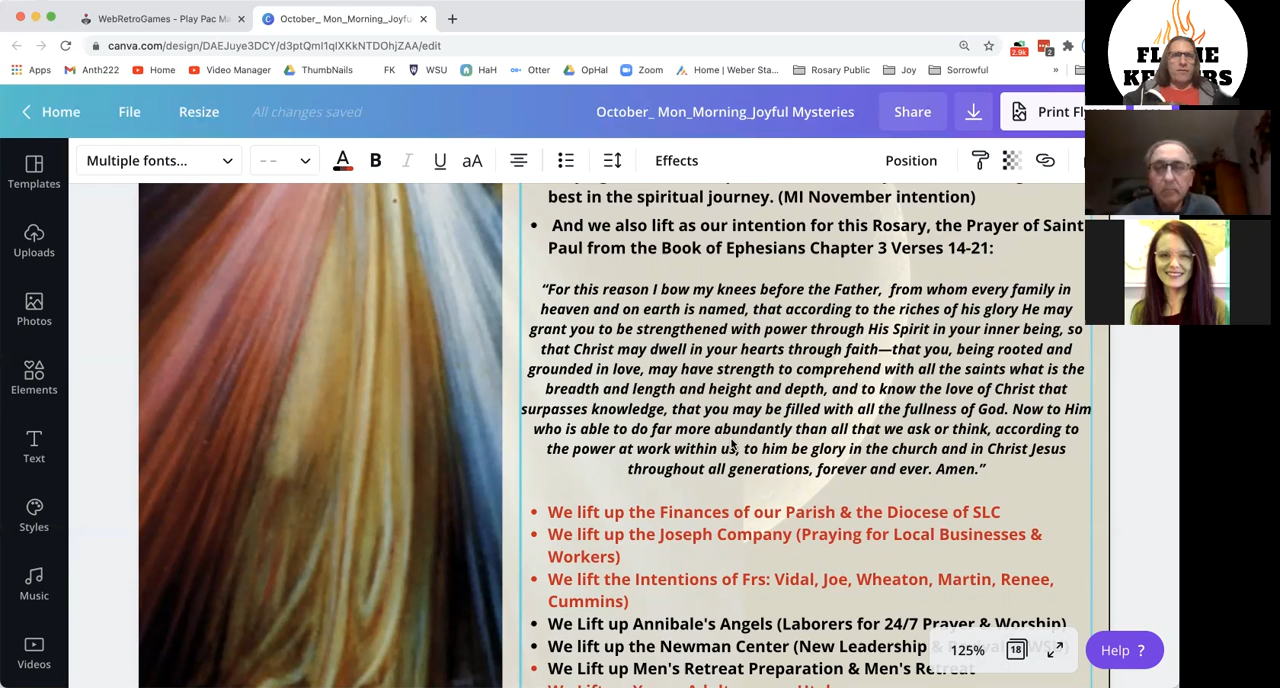 WebRetroGames - Play Pac Ma
October_ Mon_Morning_Joyfu
canva.com/design/DAEJuye3DCY/d3ptQmI1qIXKkNTDOhjZAA/edit
2.9k
2
Apps
Anth222
Home
Video Manager
ThumbNails
FK
WSU
HaH
Otter
OpHal
Zoom
Home | Weber Sta...
Rosary Public
Joy
Sorrowful
»
FL ME
KE ERS
Home
File
Resize
All changes saved
October_ Mon_Morning_Joyful Mysteries
Share
Print Fly
Multiple fonts...
– –
A
B
I
U
aA
Effects
Position
Templates
Uploads
Photos
Elements
Text
Styles
Music
Videos
best in the spiritual journey. (MI November intention)
• And we also lift as our intention for this Rosary, the Prayer of Saint
Paul from the Book of Ephesians Chapter 3 Verses 14-21:
“For this reason I bow my knees before the Father, from whom every family in
heaven and on earth is named, that according to the riches of his glory He may
grant you to be strengthened with power through His Spirit in your inner being, so
that Christ may dwell in your hearts through faith—that you, being rooted and
grounded in love, may have strength to comprehend with all the saints what is the
breadth and length and height and depth, and to know the love of Christ that
surpasses knowledge, that you may be filled with all the fullness of God. Now to Him
who is able to do far more abundantly than all that we ask or think, according to
the power at work within us, to him be glory in the church and in Christ Jesus
throughout all generations, forever and ever. Amen.”
• We lift up the Finances of our Parish & the Diocese of SLC
• We lift up the Joseph Company (Praying for Local Businesses &
Workers)
• We lift the Intentions of Frs: Vidal, Joe, Wheaton, Martin, Renee,
Cummins)
• We Lift up Annibale's Angels (Laborers for 24/7 Prayer & Worship)
• We lift up the Newman Center (New Leadership &
• We Lift up Men's Retreat Preparation & Men's Retreat
125%
18
Help ?